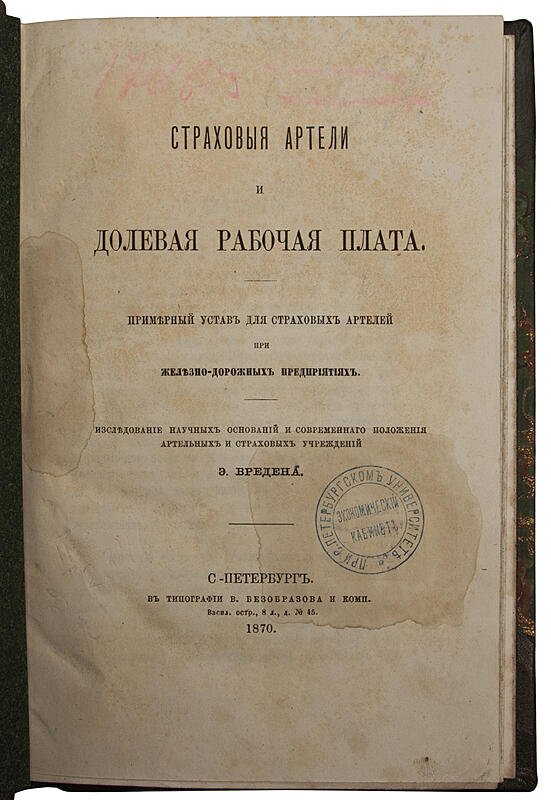 СТРАХОВЫЯ АРТЕЛИ
И
ДОЛЕВАЯ РАБОЧАЯ ПЛАТА.
ПРИМѢРНЫЙ УСТАВЪ ДЛЯ СТРАХОВЫХЪ АРТЕЛЕЙ
ПРИ
ЖЕЛѢЗНО-ДОРОЖНЫХЪ ПРЕДПРІЯТІЯХЪ.
ИЗСЛѢДОВАНІЕ НАУЧНЫХЪ ОСНОВАНІЙ И СОВРЕМЕННАГО ПОЛОЖЕНІЯ
АРТЕЛЬНЫХЪ И СТРАХОВЫХЪ УЧРЕЖДЕНІЙ
Э. ВРЕДЕНА.
ПРИ С.ПЕТЕРБУРГСКОМЪ УНИВЕРСИТЕТѢ
ЭКОНОМИЧЕСКІЙ
КАБИНЕТЪ
С-ПЕТЕРБУРГЪ.
ВЪ ТИПОГРАФІИ В. БЕЗОБРАЗОВА И КОМП.
Васил. остр., 8 л., д. № 45.
1870.